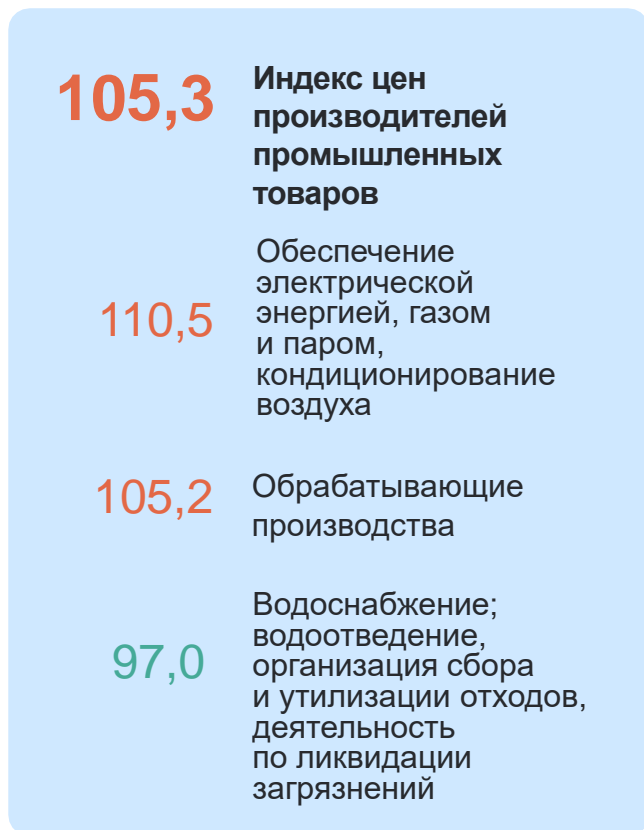 105,3
Индекс цен
производителей
промышленных
товаров
110,5
Обеспечение
электрической
энергией, газом
и паром,
кондиционирование
воздуха
105,2
Обрабатывающие
производства
97,0
Водоснабжение;
водоотведение,
организация сбора
и утилизации отходов,
деятельность
по ликвидации
загрязнений